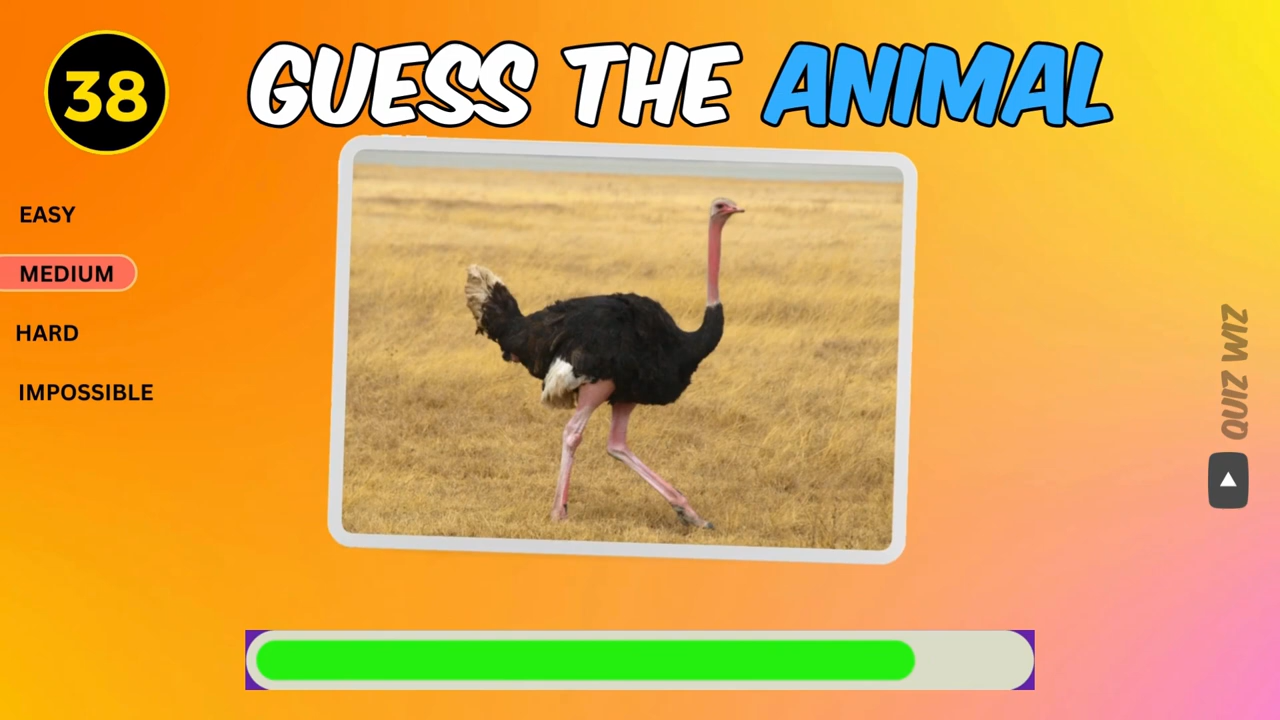 38
GUESS THE ANIMAL
EASY
MEDIUM
HARD
IMPOSSIBLE
QUIZ WIZ